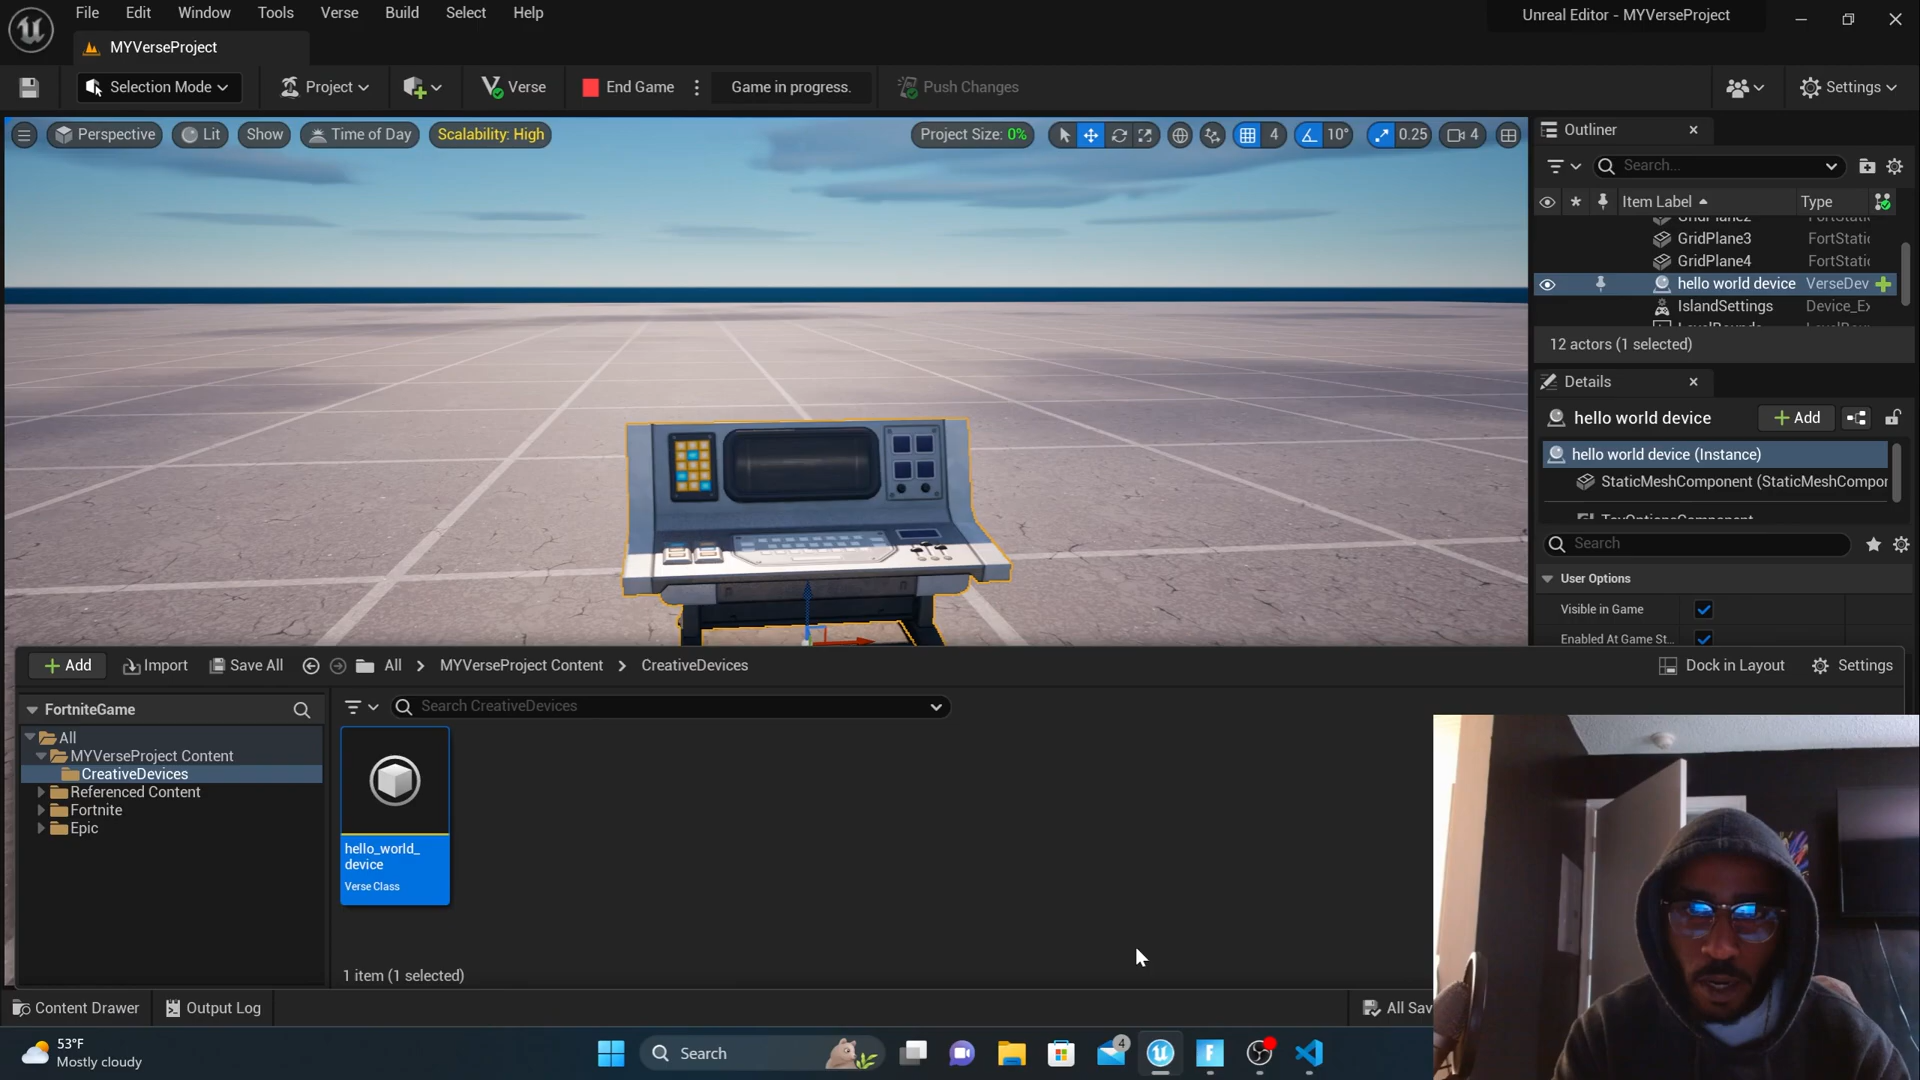 File Edit Window Tools Verse Build Select Help
Unreal Editor - MYVerseProject
MYVerseProject
Selection Mode Project Verse End Game Game in progress. Push Changes Settings
Perspective Lit Show Time of Day Scalability: High Project Size: 0% 4 10° 0.25 4
Outliner
Search...
Item Label Type
GridPlane2 FortStatic
GridPlane3 FortStatic
GridPlane4 FortStatic
hello world device VerseDev
IslandSettings Device_Ex
12 actors (1 selected)
Details
hello world device Add
hello world device (Instance)
StaticMeshComponent (StaticMeshCompor
ToyOptionsComponent
Search
User Options
Visible in Game
Enabled At Game St...
Add Import Save All All MYVerseProject Content CreativeDevices Dock in Layout Settings
FortniteGame
Search CreativeDevices
All
MYVerseProject Content
CreativeDevices
Referenced Content
Fortnite
Epic
hello_world_
device
Verse Class
1 item (1 selected)
Content Drawer Output Log All Sav
53°F
Mostly cloudy
Search
4